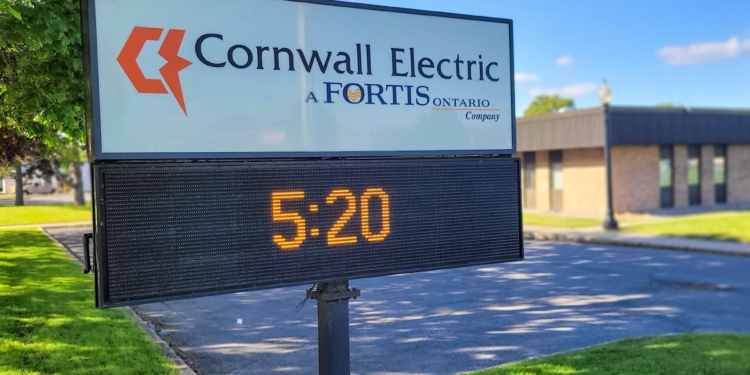 Cornwall Electric
A FORTIS ONTARIO
Company
5:20